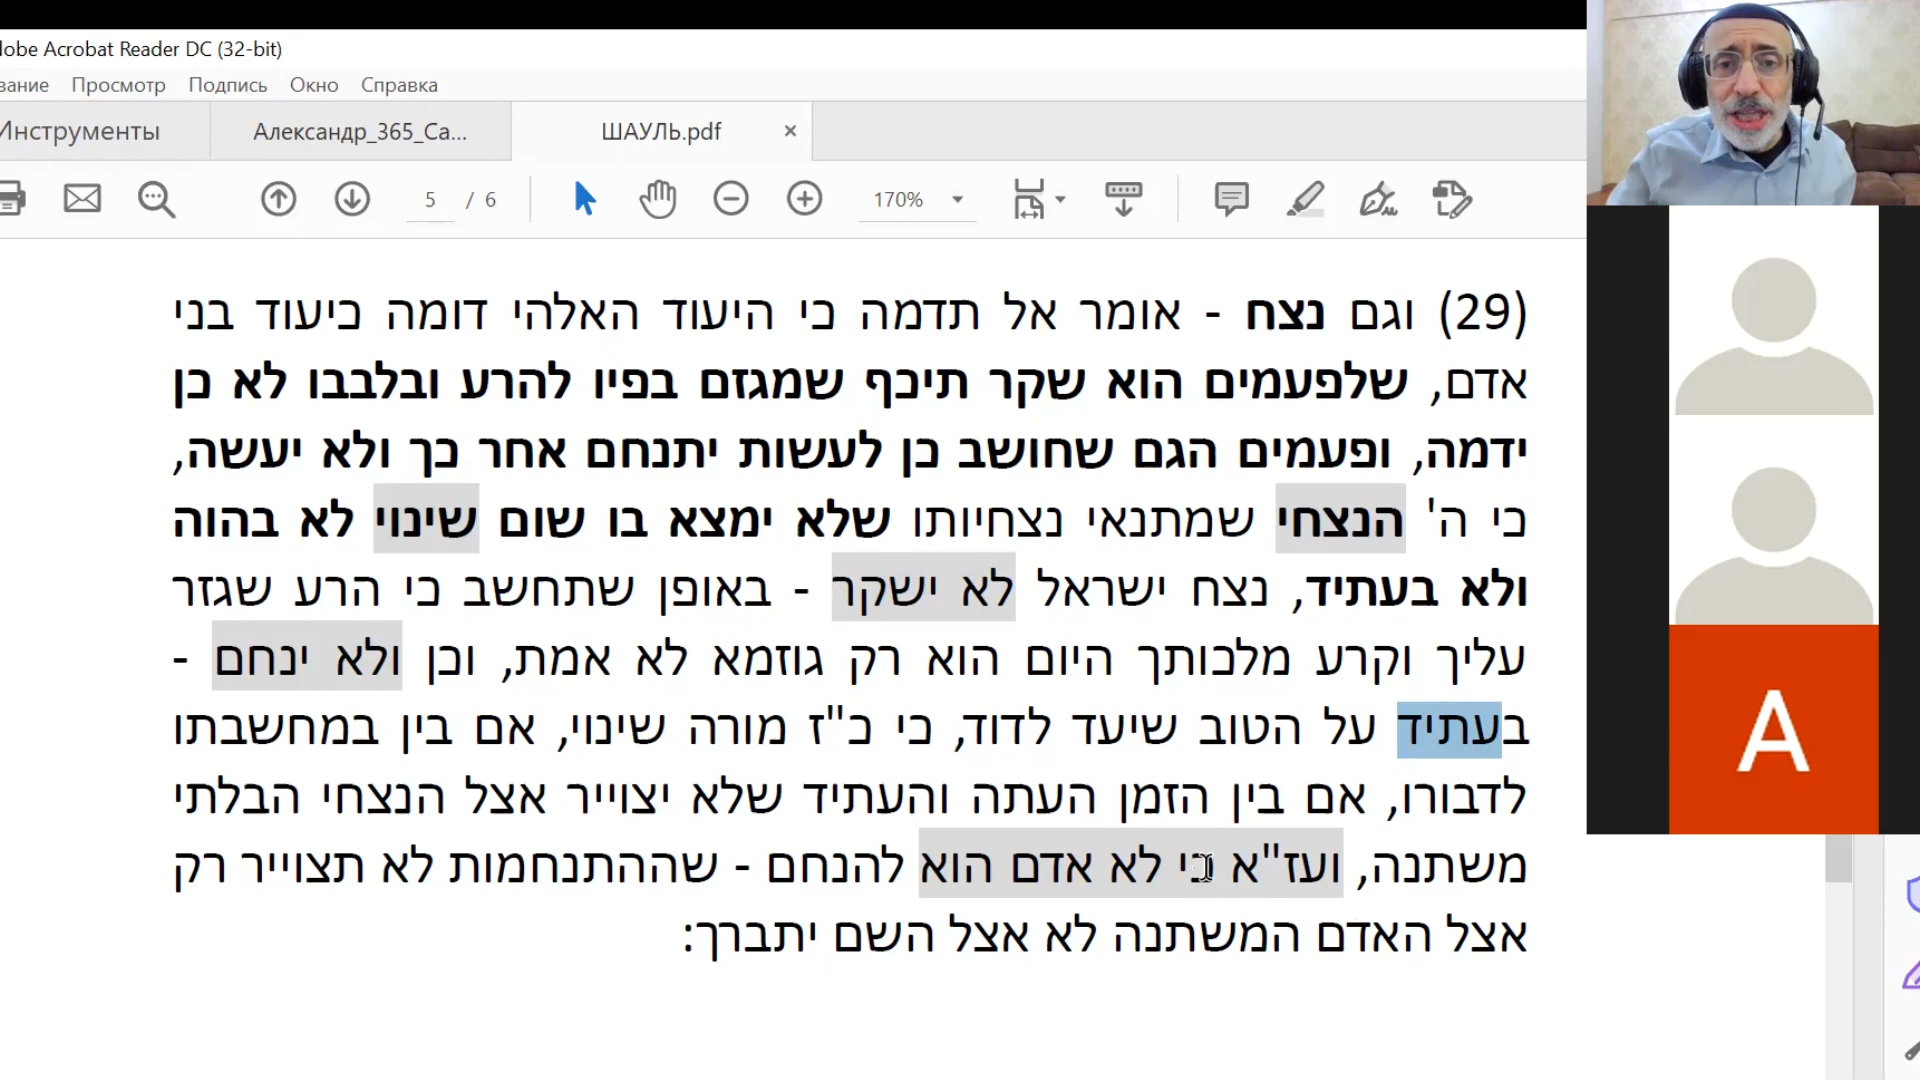 dobe Acrobat Reader DC (32-bit)
вание Просмотр Подпись Окно Справка
Инструменты Александр_365_Са... ШАУЛЬ.pdf ×
5 / 6 170%
(29) וגם נצח - אומר אל תדמה כי היעוד האלהי דומה כיעוד בני
אדם, שלפעמים הוא שקר תיכף שמגזם בפיו להרע ובלבבו לא כן
ידמה, ופעמים הגם שחושב כן לעשות יתנחם אחר כך ולא יעשה,
כי ה' הנצחי שמתנאי נצחיותו שלא ימצא בו שום שינוי לא בהוה
ולא בעתיד, נצח ישראל לא ישקר - באופן שתחשב כי הרע שגזר
עליך וקרע מלכותך היום הוא רק גוזמא לא אמת, וכן ולא ינחם -
בעתיד על הטוב שיעד לדוד, כי כ"ז מורה שינוי, אם בין במחשבתו
לדבורו, אם בין הזמן העתה והעתיד שלא יצוייר אצל הנצחי הבלתי
משתנה, ועז"א כי לא אדם הוא להנחם - שההתנחמות לא תצוייר רק
אצל האדם המשתנה לא אצל השם יתברך:
A